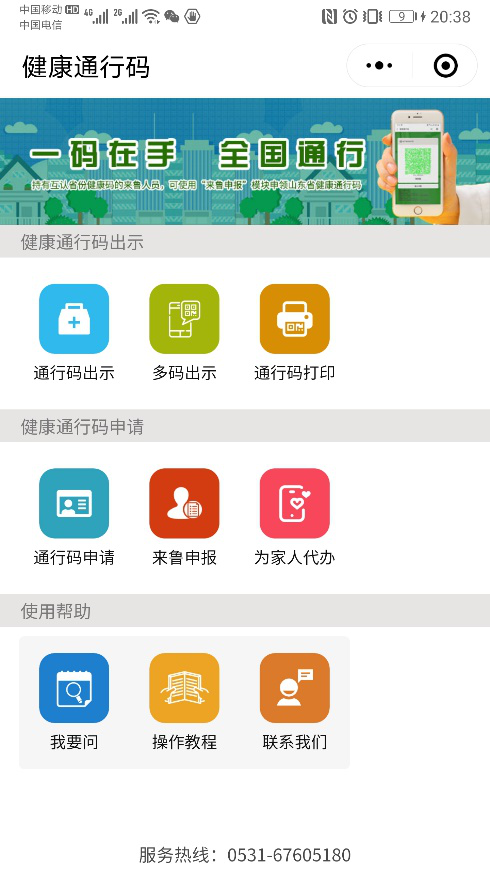 中国移动 HD 4G 2G 9 20:38
中国电信
健康通行码
一码在手 全国通行
持有互认省份健康码的来鲁人员，可使用“来鲁申报”模块申领山东省健康通行码
健康通行码出示
通行码出示 多码出示 通行码打印
健康通行码申请
通行码申请 来鲁申报 为家人代办
使用帮助
我要问 操作教程 联系我们
服务热线：0531-67605180